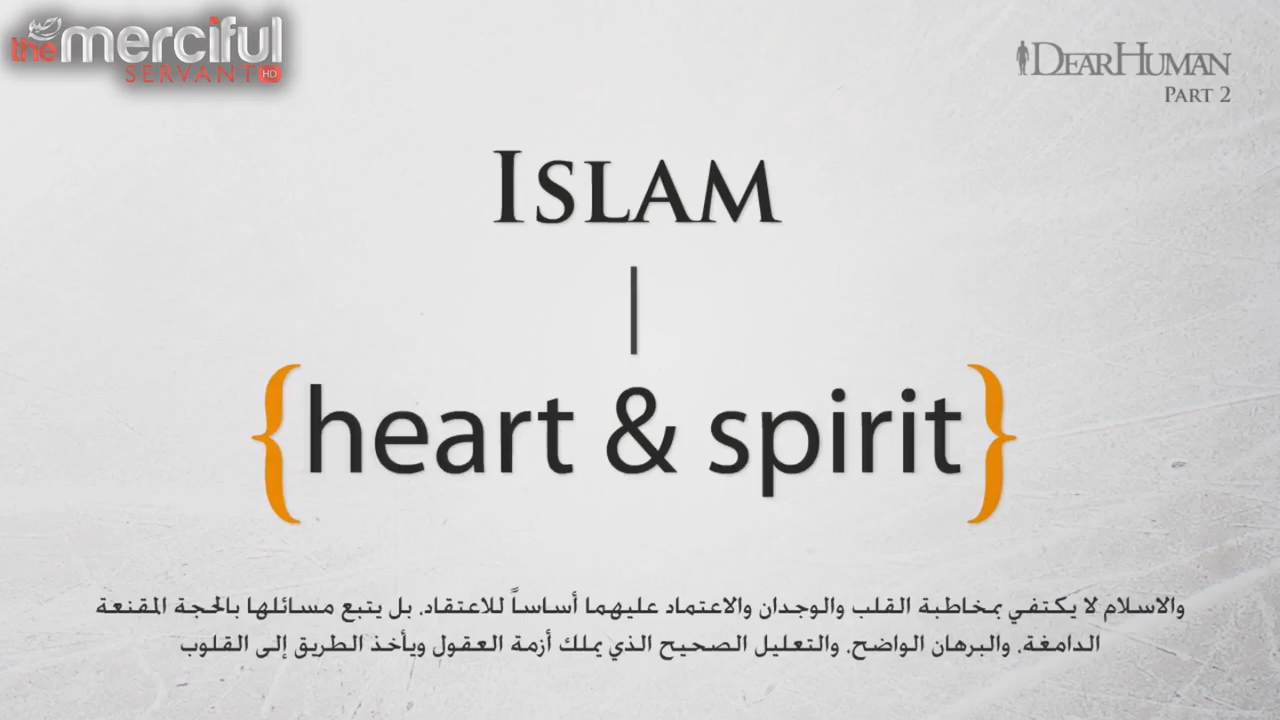 the merciful
SERVANT HD
DEARHUMAN
PART 2
ISLAM
{heart & spirit}
والاسلام لا يكتفي بمخاطبة القلب والوجدان والاعتماد عليهما أساساً للاعتقاد. بل يتبع مسائلها بالحجة المقنعة
الدامغة. والبرهان الواضح. والتعليل الصحيح الذي يملك أزمة العقول ويأخذ الطريق إلى القلوب